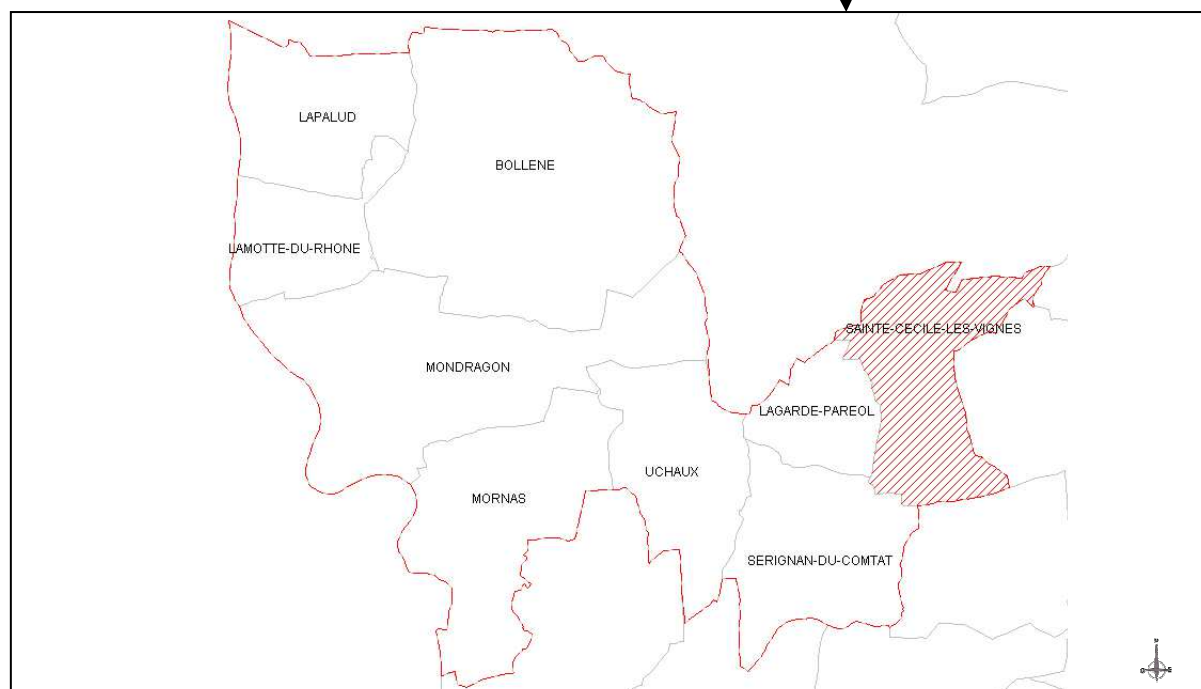 LAPALUD
BOLLENE
LAMOTTE-DU-RHONE
SAINTE-CECILE-LES-VIGNES
MONDRAGON
LAGARDE-PAREOL
UCHAUX
MORNAS
SERIGNAN-DU-COMTAT